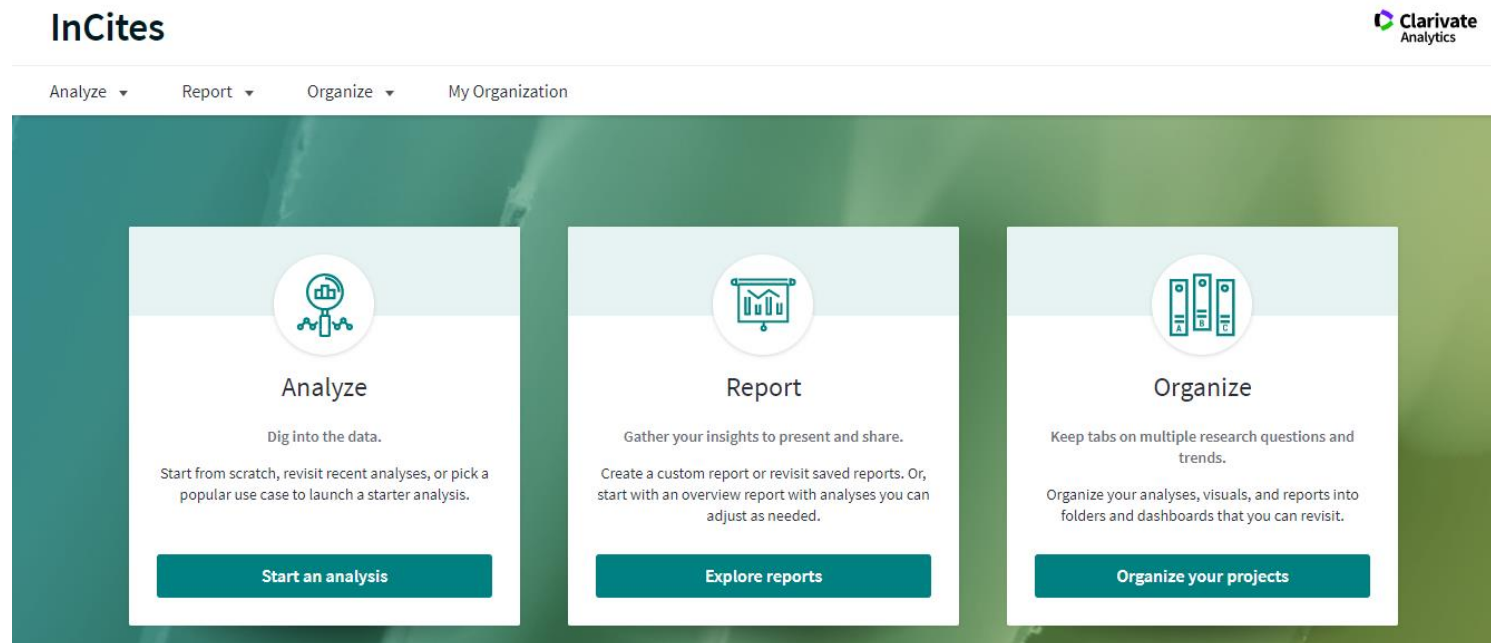 InCites
Clarivate
Analytics
Analyze
Report
Organize
My Organization
Analyze
Dig into the data.
Start from scratch, revisit recent analyses, or pick a
popular use case to launch a starter analysis.
Start an analysis
Report
Gather your insights to present and share.
Create a custom report or revisit saved reports. Or,
start with an overview report with analyses you can
adjust as needed.
Explore reports
A
B
C
Organize
Keep tabs on multiple research questions and
trends.
Organize your analyses, visuals, and reports into
folders and dashboards that you can revisit.
Organize your projects